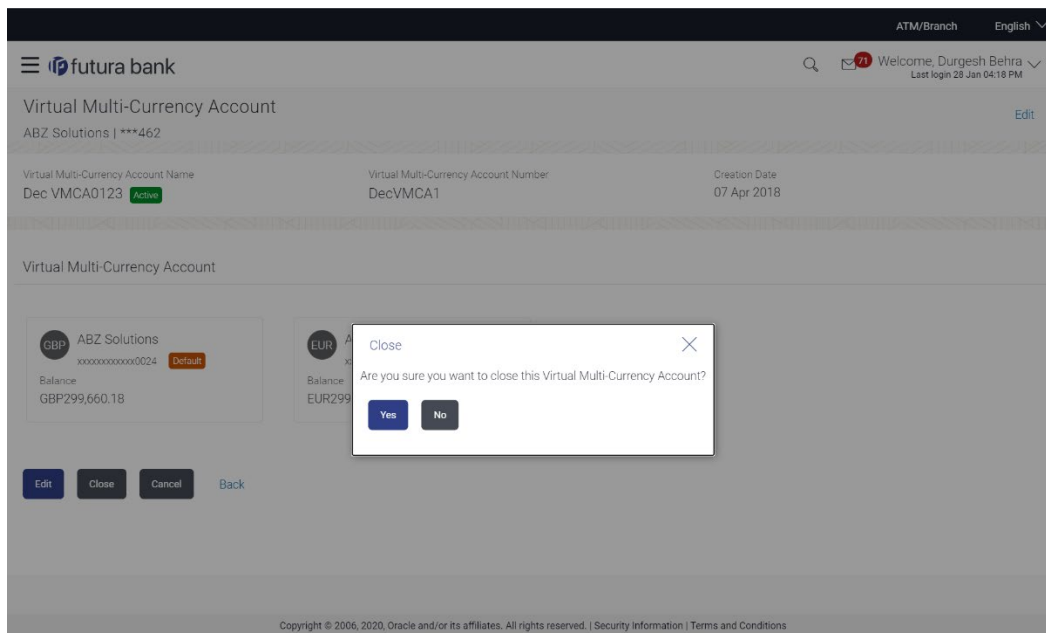 ATM/Branch English
futura bank
71 Welcome, Durgesh Behra
Last login 28 Jan 04:18 PM
Virtual Multi-Currency Account
ABZ Solutions | ***462
Edit
Virtual Multi-Currency Account Name Virtual Multi-Currency Account Number Creation Date
Dec VMCA0123 Active DecVMCA1 07 Apr 2018
Virtual Multi-Currency Account
GBP ABZ Solutions
xxxxxxxxxxxx0024 Default
Balance
GBP299,660.18
EUR
Balance
EUR299
Close
Are you sure you want to close this Virtual Multi-Currency Account?
Yes No
Edit Close Cancel Back
Copyright © 2006, 2020, Oracle and/or its affiliates. All rights reserved. | Security Information | Terms and Conditions